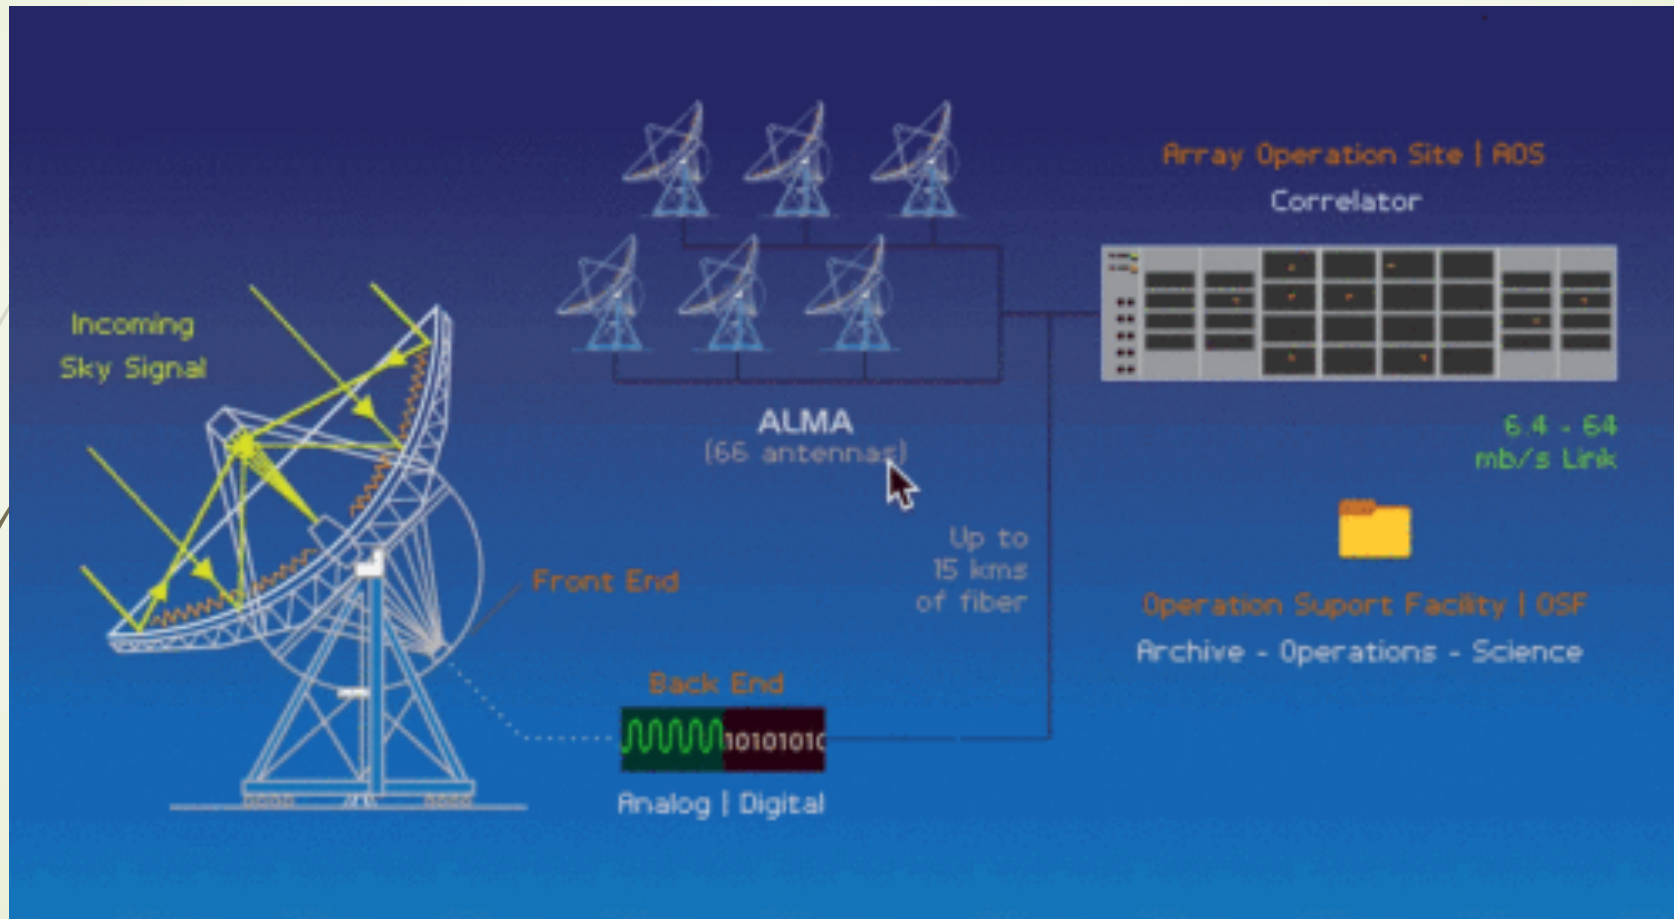 Array Operation Site | AOS
Correlator
Incoming
Sky Signal
ALMA
(66 antennas)
6.4 - 64
mb/s Link
Up to
15 kms
of fiber
Front End
Operation Suport Facility | OSF
Archive - Operations - Science
Back End
10101010
Analog | Digital